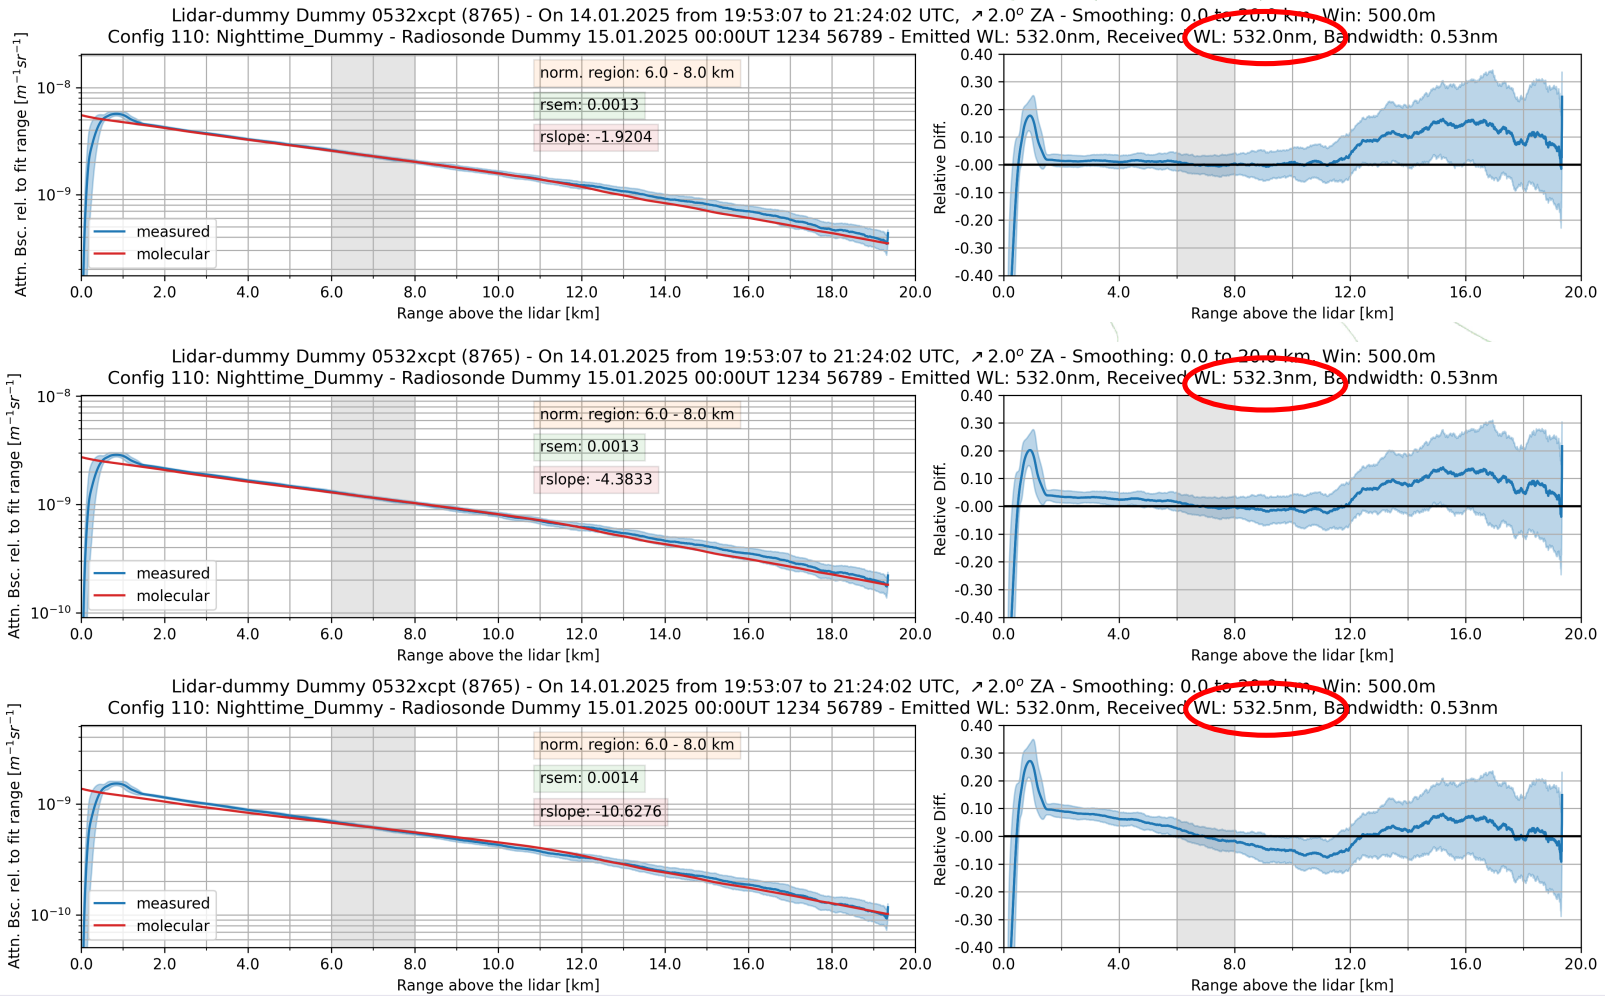 Lidar-dummy Dummy 0532xcpt (8765) - On 14.01.2025 from 19:53:07 to 21:24:02 UTC, ↗2.0° ZA - Smoothing: 0.0 to 20.0 km, Win: 500.0m
Config 110: Nighttime_Dummy - Radiosonde Dummy 15.01.2025 00:00UT 1234 56789 - Emitted WL: 532.0nm, Received WL: 532.0nm, Bandwidth: 0.53nm
Attn. Bsc. rel. to fit range [m⁻¹sr⁻¹]
10⁻⁸
10⁻⁹
norm. region: 6.0 - 8.0 km
rsem: 0.0013
rslope: -1.9204
measured
molecular
0.0 2.0 4.0 6.0 8.0 10.0 12.0 14.0 16.0 18.0 20.0
Range above the lidar [km]
Relative Diff.
0.40
0.30
0.20
0.10
-0.00
-0.10
-0.20
-0.30
-0.40
0.0 4.0 8.0 12.0 16.0 20.0
Range above the lidar [km]
Lidar-dummy Dummy 0532xcpt (8765) - On 14.01.2025 from 19:53:07 to 21:24:02 UTC, ↗2.0° ZA - Smoothing: 0.0 to 20.0 km, Win: 500.0m
Config 110: Nighttime_Dummy - Radiosonde Dummy 15.01.2025 00:00UT 1234 56789 - Emitted WL: 532.0nm, Received WL: 532.3nm, Bandwidth: 0.53nm
Attn. Bsc. rel. to fit range [m⁻¹sr⁻¹]
10⁻⁸
10⁻⁹
10⁻¹⁰
norm. region: 6.0 - 8.0 km
rsem: 0.0013
rslope: -4.3833
measured
molecular
0.0 2.0 4.0 6.0 8.0 10.0 12.0 14.0 16.0 18.0 20.0
Range above the lidar [km]
Relative Diff.
0.40
0.30
0.20
0.10
-0.00
-0.10
-0.20
-0.30
-0.40
0.0 4.0 8.0 12.0 16.0 20.0
Range above the lidar [km]
Lidar-dummy Dummy 0532xcpt (8765) - On 14.01.2025 from 19:53:07 to 21:24:02 UTC, ↗2.0° ZA - Smoothing: 0.0 to 20.0 km, Win: 500.0m
Config 110: Nighttime_Dummy - Radiosonde Dummy 15.01.2025 00:00UT 1234 56789 - Emitted WL: 532.0nm, Received WL: 532.5nm, Bandwidth: 0.53nm
Attn. Bsc. rel. to fit range [m⁻¹sr⁻¹]
10⁻⁹
10⁻¹⁰
norm. region: 6.0 - 8.0 km
rsem: 0.0014
rslope: -10.6276
measured
molecular
0.0 2.0 4.0 6.0 8.0 10.0 12.0 14.0 16.0 18.0 20.0
Range above the lidar [km]
Relative Diff.
0.40
0.30
0.20
0.10
-0.00
-0.10
-0.20
-0.30
-0.40
0.0 4.0 8.0 12.0 16.0 20.0
Range above the lidar [km]